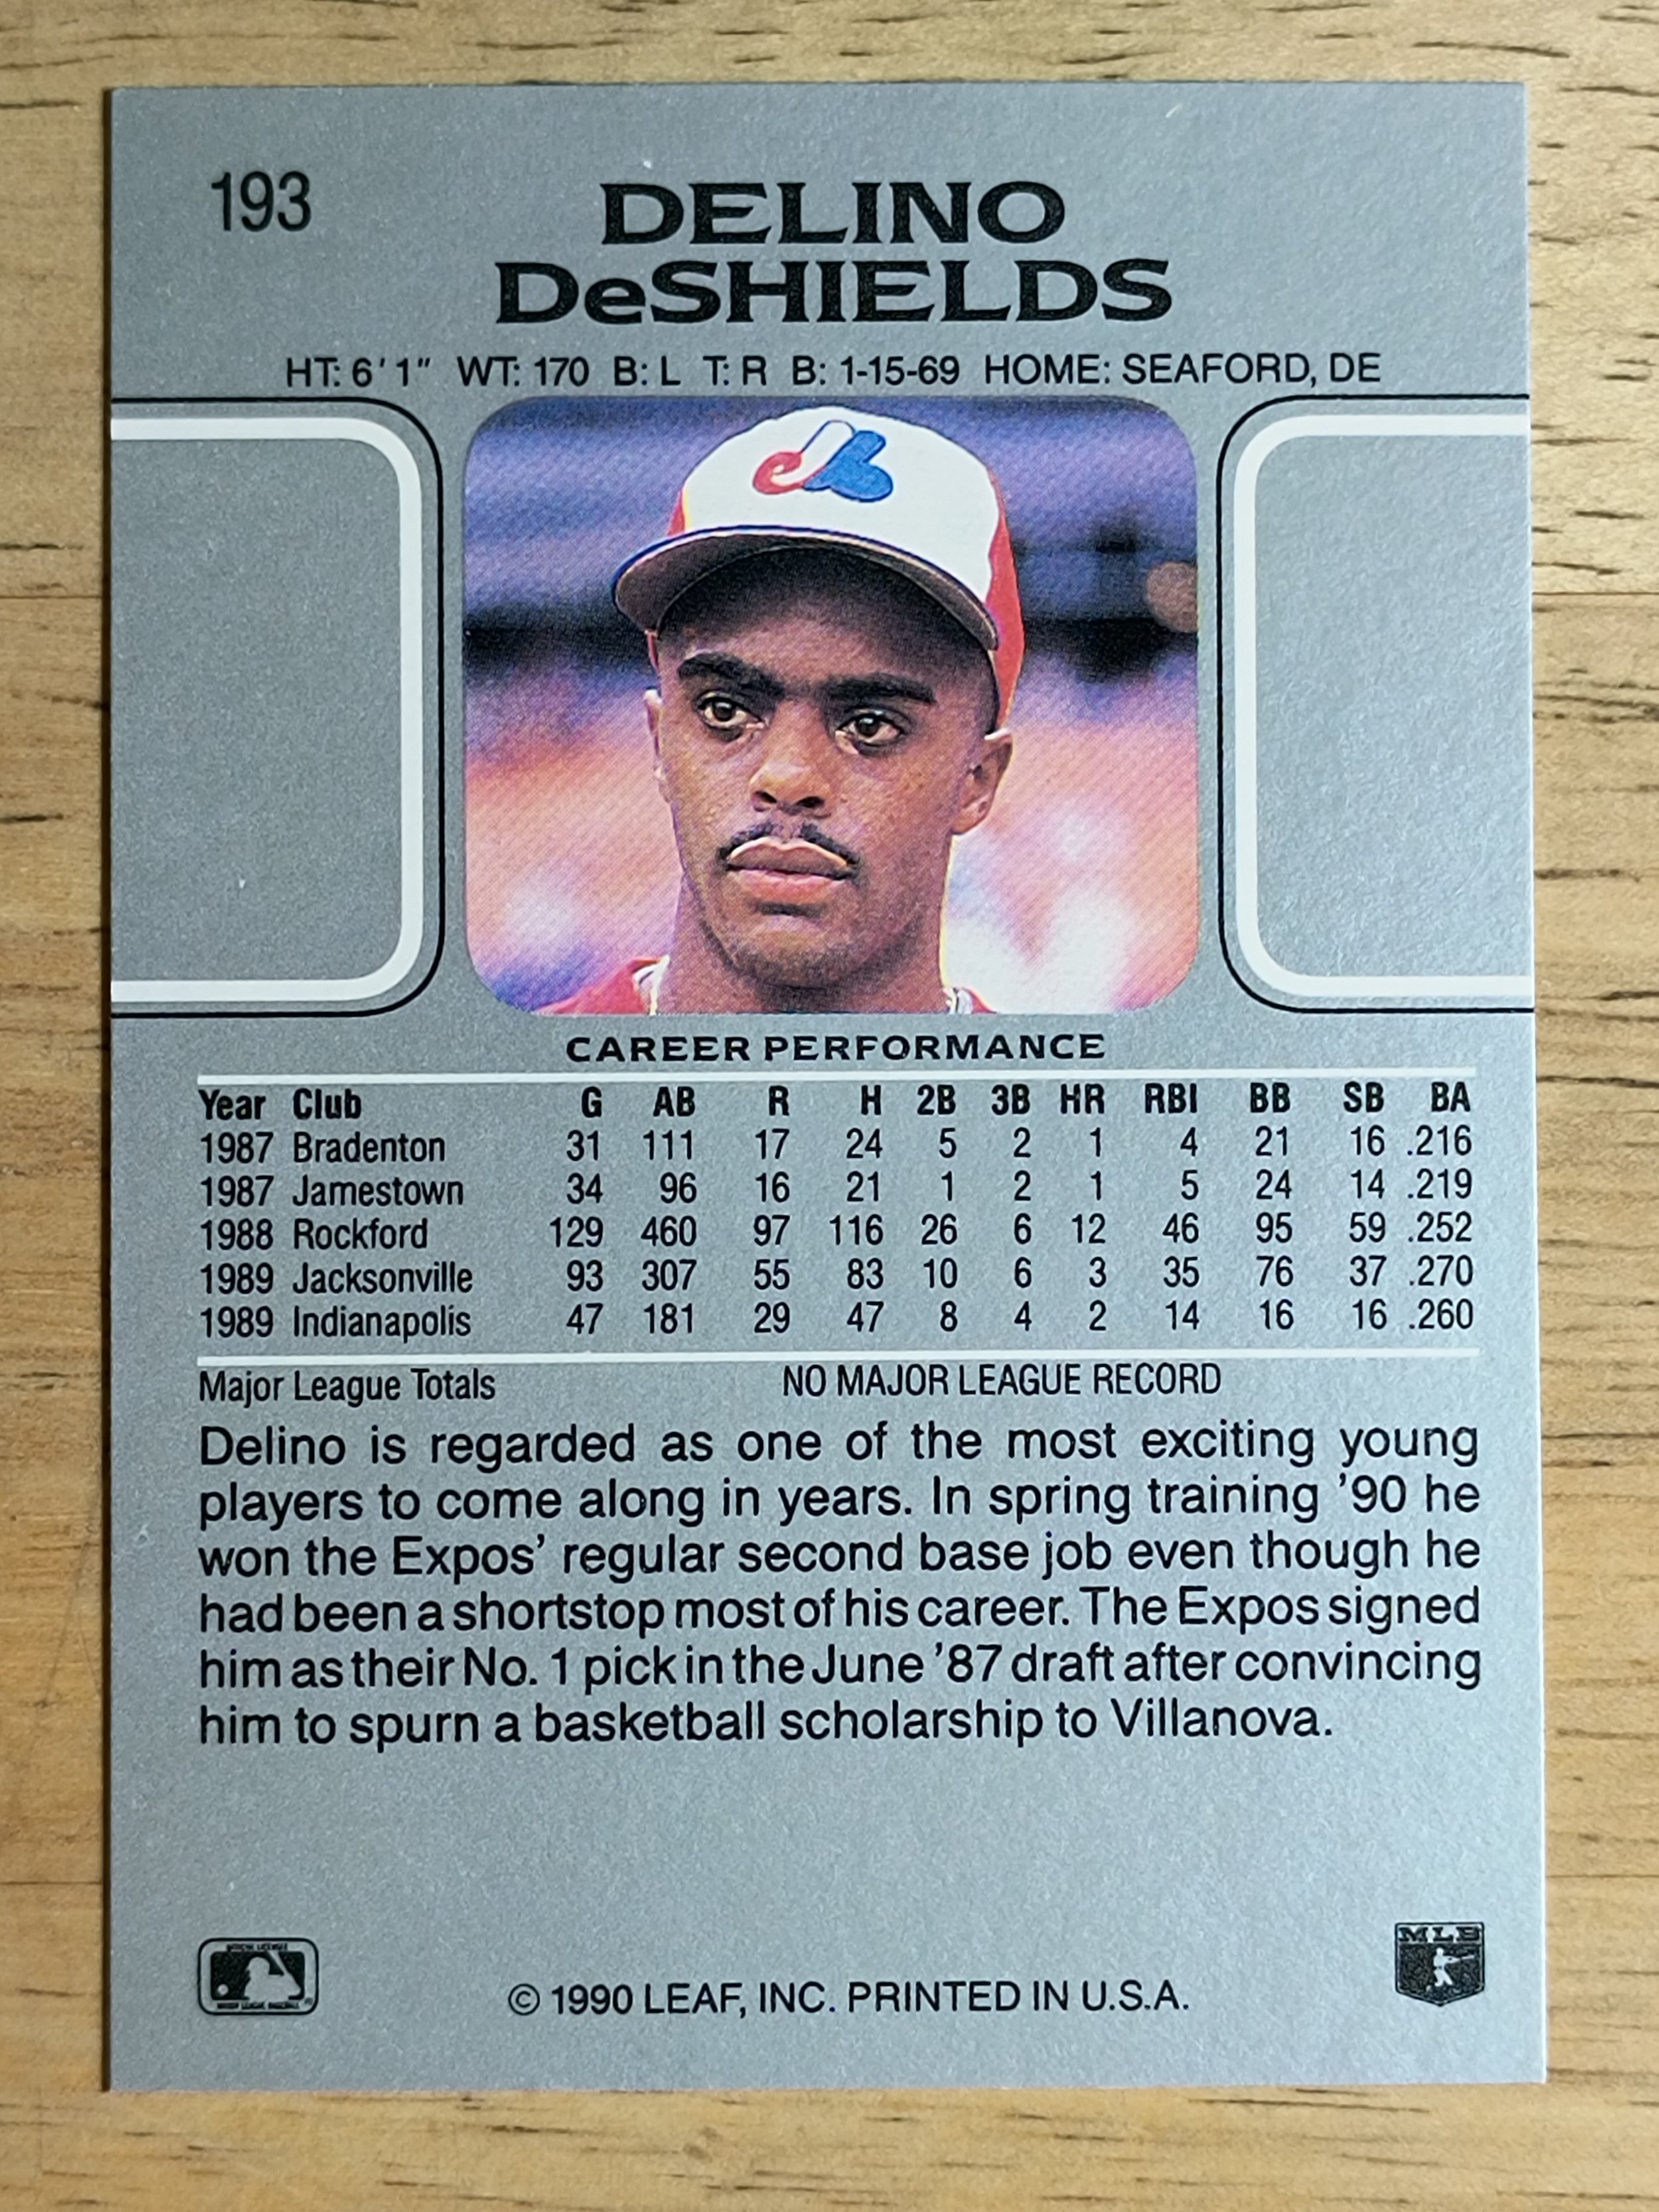 193
DELINO
DeSHIELDS
HT: 6'1" WT: 170 B: L T: R B: 1-15-69 HOME: SEAFORD, DE
CAREER PERFORMANCE
Year Club G AB R H 2B 3B HR RBI BB SB BA
1987 Bradenton 31 111 17 24 5 2 1 4 21 16 .216
1987 Jamestown 34 96 16 21 1 2 1 5 24 14 .219
1988 Rockford 129 460 97 116 26 6 12 46 95 59 .252
1989 Jacksonville 93 307 55 83 10 6 3 35 76 37 .270
1989 Indianapolis 47 181 29 47 8 4 2 14 16 16 .260
Major League Totals NO MAJOR LEAGUE RECORD
Delino is regarded as one of the most exciting young
players to come along in years. In spring training '90 he
won the Expos' regular second base job even though he
had been a shortstop most of his career. The Expos signed
him as their No. 1 pick in the June '87 draft after convincing
him to spurn a basketball scholarship to Villanova.
MLB
© 1990 LEAF, INC. PRINTED IN U.S.A.